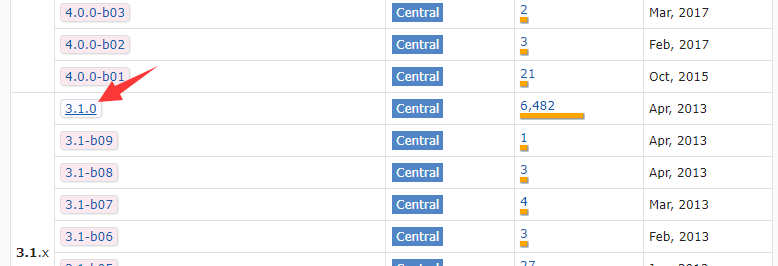 4.0.0-b03 Central 2 Mar, 2017
4.0.0-b02 Central 3 Feb, 2017
4.0.0-b01 Central 21 Oct, 2015
3.1.0 Central 6,482 Apr, 2013
3.1-b09 Central 1 Apr, 2013
3.1-b08 Central 3 Apr, 2013
3.1-b07 Central 4 Mar, 2013
3.1-b06 Central 3 Feb, 2013
3.1.x
Central 27